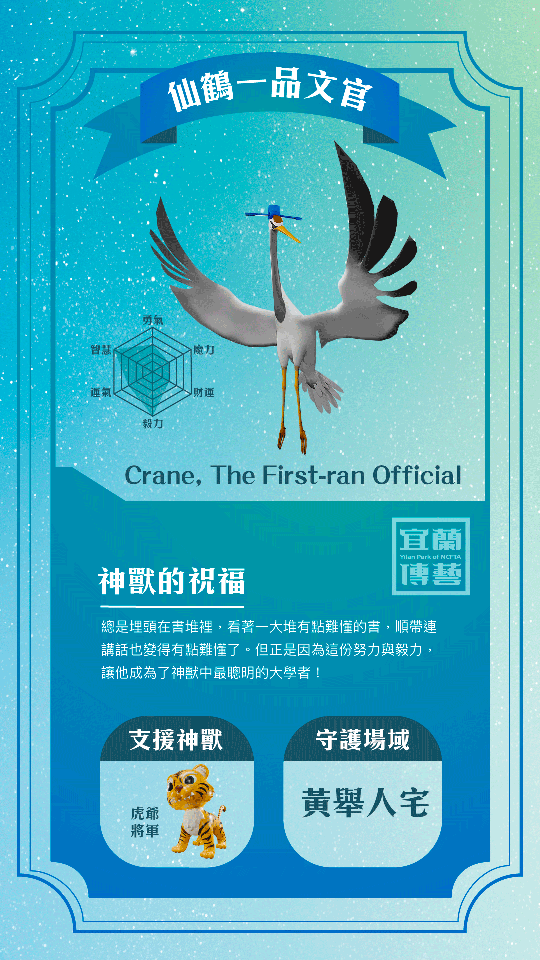 仙鶴一品文官
勇氣
智慧
魔力
運氣
財運
毅力
Crane, The First-ran Official
宜蘭
Yilan Park of NCFTA
傳藝
神獸的祝福
總是埋頭在書堆裡，看著一大堆有點難懂的書，順帶連
講話也變得有點難懂了。但正是因為這份努力與毅力，
讓他成為了神獸中最聰明的大學者！
支援神獸
守護場域
虎爺
將軍
黃舉人宅